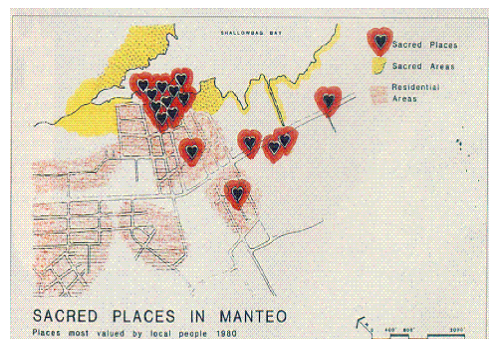 SHALLOWBAG BAY
Sacred Places
Sacred Areas
Residential
Areas
SACRED PLACES IN MANTEO
Places most valued by local people 1980